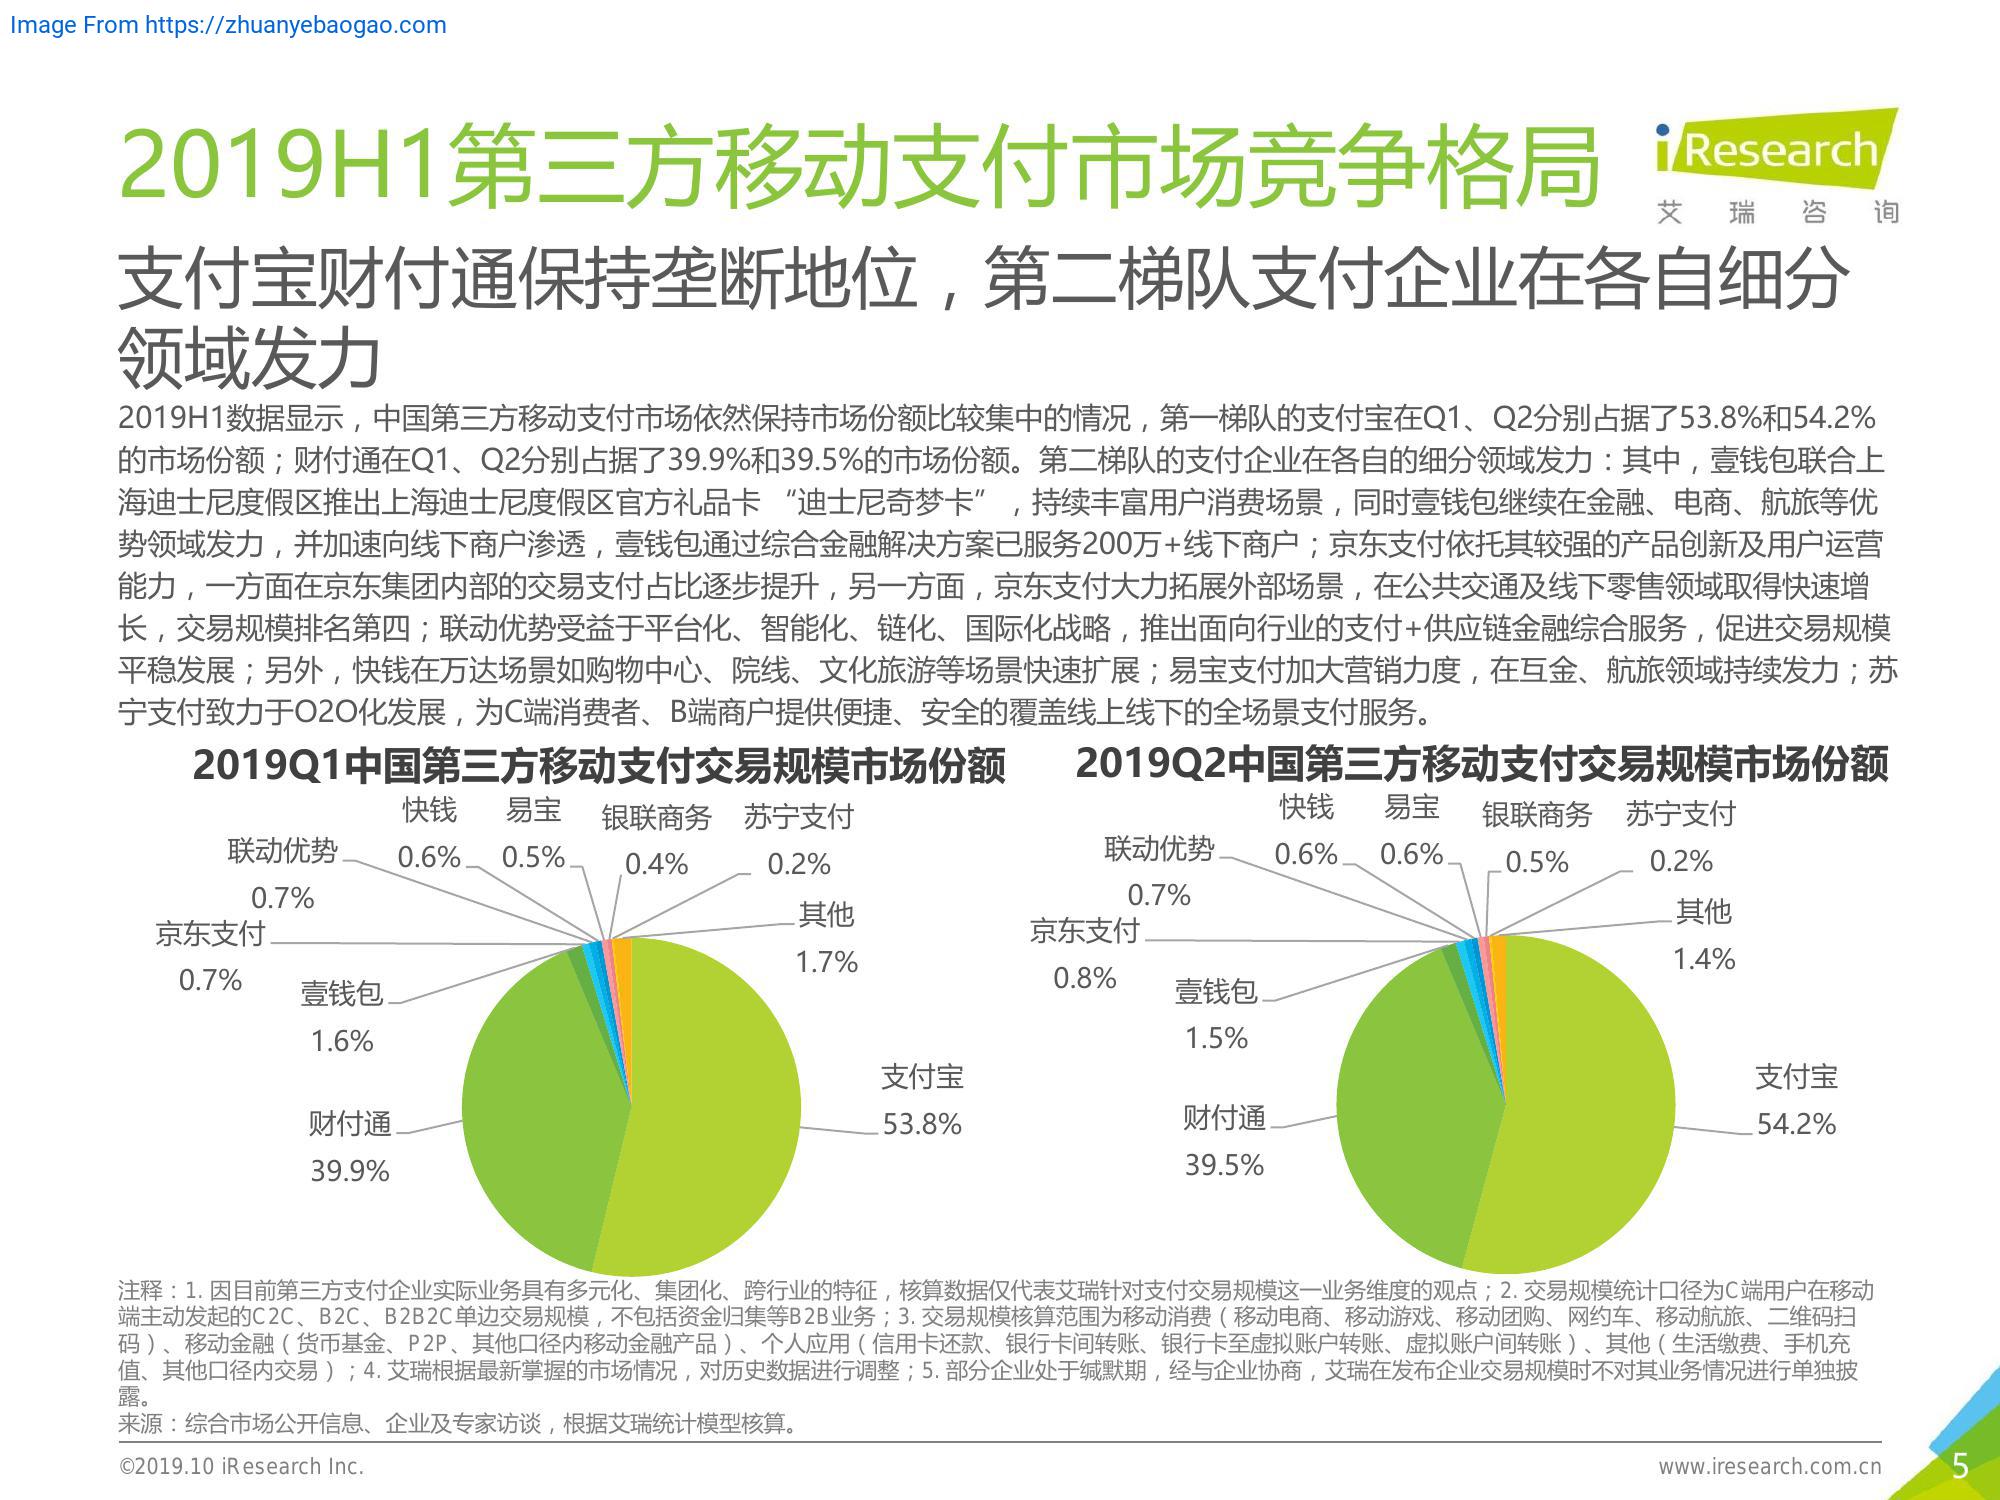 Image From https://zhuanyebaogao.com
2019H1第三方移动支付市场竞争格局
iResearch
艾瑞咨询
支付宝财付通保持垄断地位，第二梯队支付企业在各自细分
领域发力
2019H1数据显示，中国第三方移动支付市场依然保持市场份额比较集中的情况，第一梯队的支付宝在Q1、Q2分别占据了53.8%和54.2%
的市场份额；财付通在Q1、Q2分别占据了39.9%和39.5%的市场份额。第二梯队的支付企业在各自的细分领域发力：其中，壹钱包联合上
海迪士尼度假区推出上海迪士尼度假区官方礼品卡 “迪士尼奇梦卡”，持续丰富用户消费场景，同时壹钱包继续在金融、电商、航旅等优
势领域发力，并加速向线下商户渗透，壹钱包通过综合金融解决方案已服务200万+线下商户；京东支付依托其较强的产品创新及用户运营
能力，一方面在京东集团内部的交易支付占比逐步提升，另一方面，京东支付大力拓展外部场景，在公共交通及线下零售领域取得快速增
长，交易规模排名第四；联动优势受益于平台化、智能化、链化、国际化战略，推出面向行业的支付+供应链金融综合服务，促进交易规模
平稳发展；另外，快钱在万达场景如购物中心、院线、文化旅游等场景快速扩展；易宝支付加大营销力度，在互金、航旅领域持续发力；苏
宁支付致力于O2O化发展，为C端消费者、B端商户提供便捷、安全的覆盖线上线下的全场景支付服务。
2019Q1中国第三方移动支付交易规模市场份额
联动优势
0.7%
快钱
0.6%
易宝
0.5%
银联商务
0.4%
苏宁支付
0.2%
其他
1.7%
京东支付
0.7%
壹钱包
1.6%
财付通
39.9%
支付宝
53.8%
2019Q2中国第三方移动支付交易规模市场份额
联动优势
0.7%
快钱
0.6%
易宝
0.6%
银联商务
0.5%
苏宁支付
0.2%
其他
1.4%
京东支付
0.8%
壹钱包
1.5%
财付通
39.5%
支付宝
54.2%
注释：1. 因目前第三方支付企业实际业务具有多元化、集团化、跨行业的特征，核算数据仅代表艾瑞针对支付交易规模这一业务维度的观点；2. 交易规模统计口径为C端用户在移动
端主动发起的C2C、B2C、B2B2C单边交易规模，不包括资金归集等B2B业务；3. 交易规模核算范围为移动消费（移动电商、移动游戏、移动团购、网约车、移动航旅、二维码扫
码）、移动金融（货币基金、P2P、其他口径内移动金融产品）、个人应用（信用卡还款、银行卡间转账、银行卡至虚拟账户转账、虚拟账户间转账）、其他（生活缴费、手机充
值、其他口径内交易）；4. 艾瑞根据最新掌握的市场情况，对历史数据进行调整；5. 部分企业处于缄默期，经与企业协商，艾瑞在发布企业交易规模时不对其业务情况进行单独披
露。
来源：综合市场公开信息、企业及专家访谈，根据艾瑞统计模型核算。
©2019.10 iResearch Inc.
www.iresearch.com.cn
5